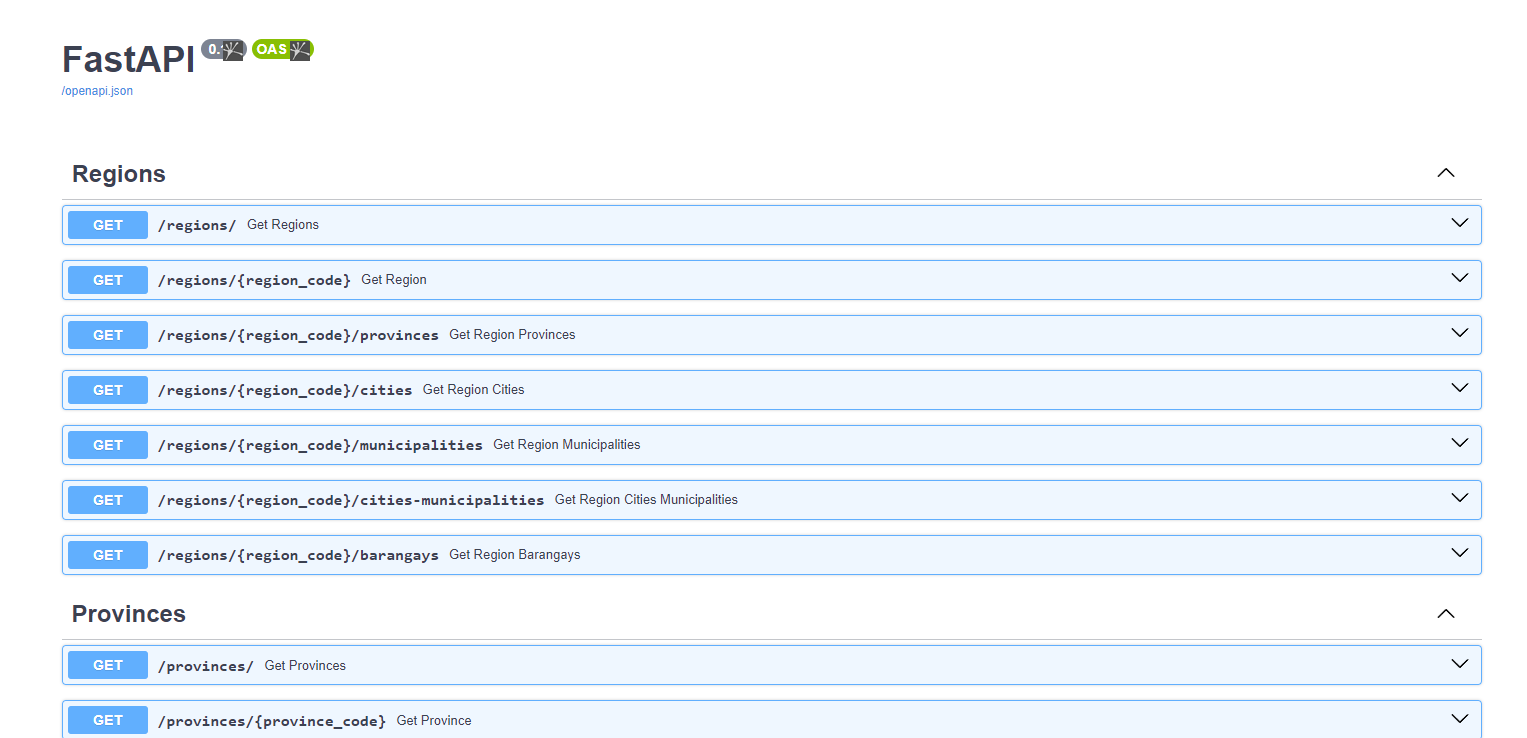 FastAPI 0. OAS
/openapi.json
Regions
GET /regions/ Get Regions
GET /regions/{region_code} Get Region
GET /regions/{region_code}/provinces Get Region Provinces
GET /regions/{region_code}/cities Get Region Cities
GET /regions/{region_code}/municipalities Get Region Municipalities
GET /regions/{region_code}/cities-municipalities Get Region Cities Municipalities
GET /regions/{region_code}/barangays Get Region Barangays
Provinces
GET /provinces/ Get Provinces
GET /provinces/{province_code} Get Province